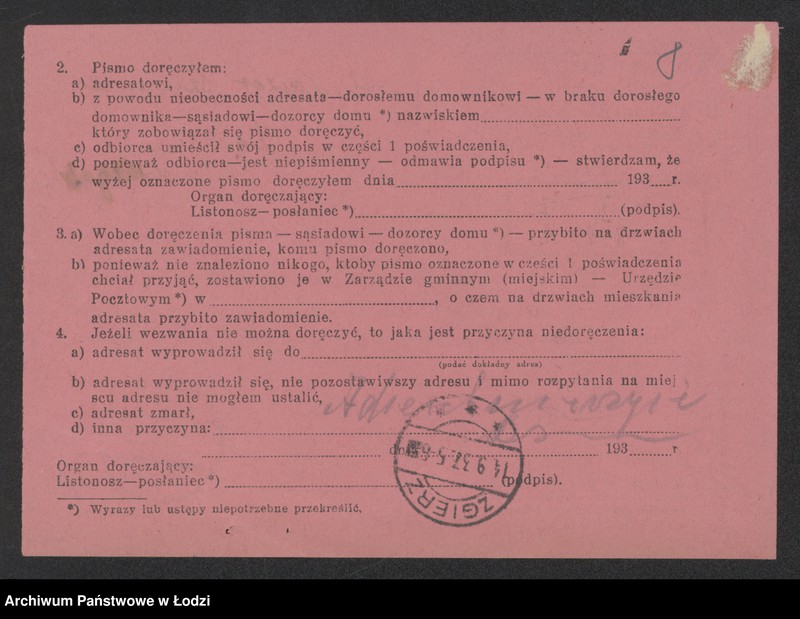 8
2. Pismo doręczyłem:
a) adresatowi,
b) z powodu nieobecności adresata—dorosłemu domownikowi — w braku dorosłego
domownika—sąsiadowi—dozorcy domu *) nazwiskiem
który zobowiązał się pismo doręczyć,
c) odbiorca umieścił swój podpis w części 1 poświadczenia,
d) ponieważ odbiorca—jest niepiśmienny — odmawia podpisu *) — stwierdzam, że
wyżej oznaczone pismo doręczyłem dnia 193 r.
Organ doręczający:
Listonosz—posłaniec *) (podpis).
3. a) Wobec doręczenia pisma — sąsiadowi — dozorcy domu *) — przybito na drzwiach
adresata zawiadomienie, komu pismo doręczono,
b) ponieważ nie znaleziono nikogo, ktoby pismo oznaczone w części 1 poświadczenia
chciał przyjąć, zostawiono je w Zarządzie gminnym (miejskim) — Urzędzie
Pocztowym *) w , o czem na drzwiach mieszkania
adresata przybito zawiadomienie.
4. Jeżeli wezwania nie można doręczyć, to jaka jest przyczyna niedoręczenia:
a) adresat wyprowadził się do
(podać dokładny adres)
b) adresat wyprowadził się, nie pozostawiwszy adresu i mimo rozpytania na miej
scu adresu nie mogłem ustalić,
c) adresat zmarł,
d) inna przyczyna:
193 r
Organ doręczający:
Listonosz—posłaniec *) (podpis).
*) Wyrazy lub ustępy niepotrzebne przekreślić.
ZGIERZ
14.9.37
Archiwum Państwowe w Łodzi